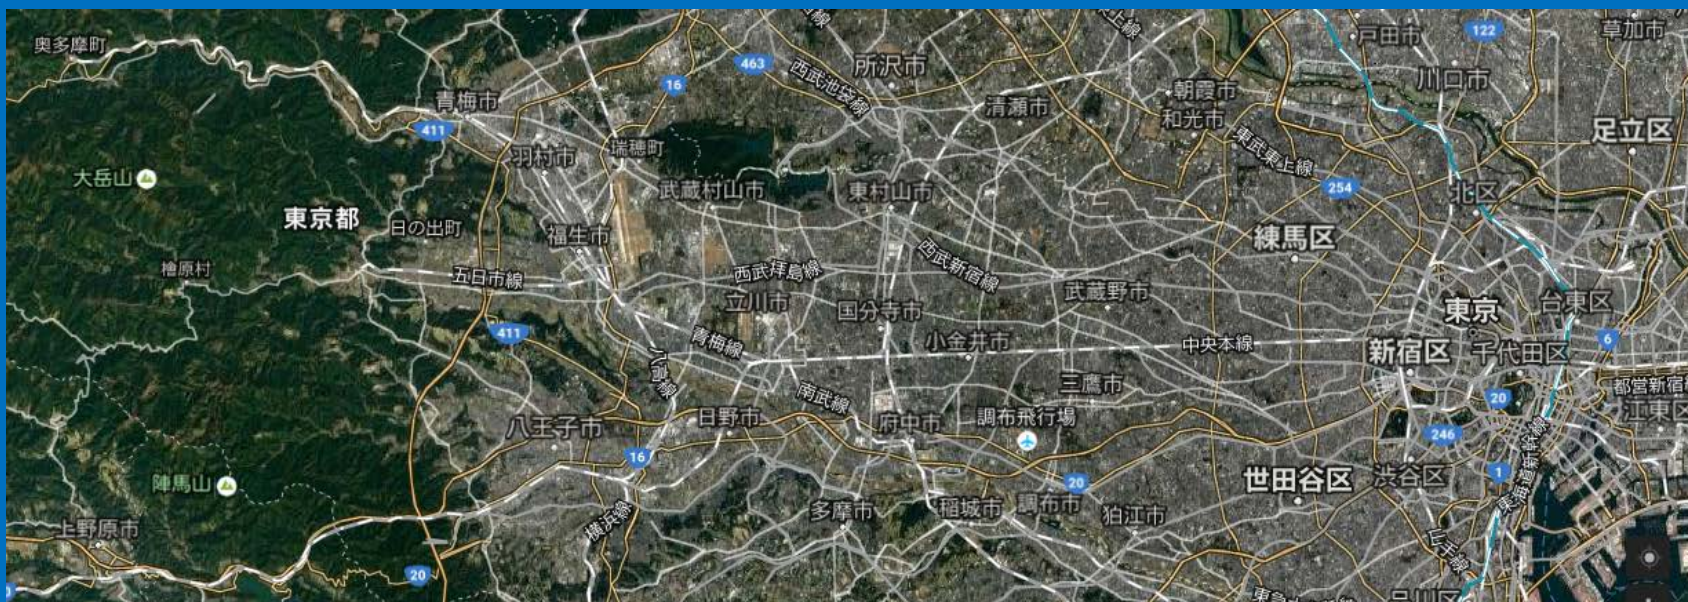 戸田市
122
草加市
奥多摩町
463
所沢市
川口市
16
西武池袋線
青梅市
清瀬市
朝霞市
和光市
足立区
411
羽村市
瑞穂町
東武東上線
大岳山
武蔵村山市
東村山市
254
北区
東京都
日の出町
福生市
練馬区
檜原村
五日市線
西武拝島線
西武新宿線
立川市
国分寺市
武蔵野市
東京
台東区
411
青梅線
小金井市
中央本線
新宿区
千代田区
6
八高線
三鷹市
南武線
20
都営新宿
八王子市
日野市
府中市
調布飛行場
江東区
246
16
1
東海道新幹線
陣馬山
20
世田谷区
渋谷区
上野原市
横浜線
多摩市
稲城市
調布市
狛江市
山手線
20
品川区